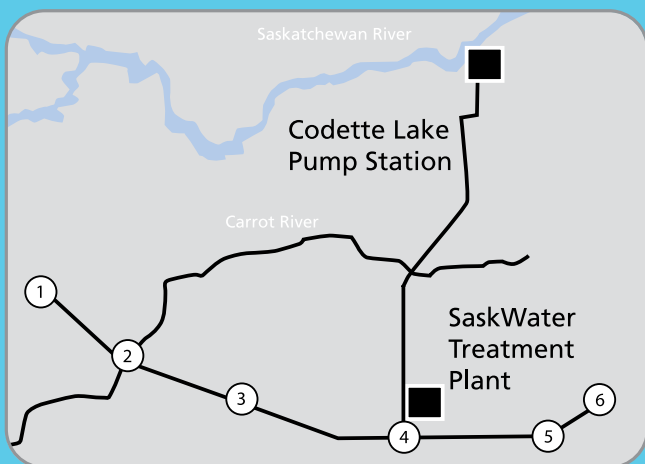 Saskatchewan River
Codette Lake
Pump Station
Carrot River
1
SaskWater
Treatment
Plant
2
3
6
4
5